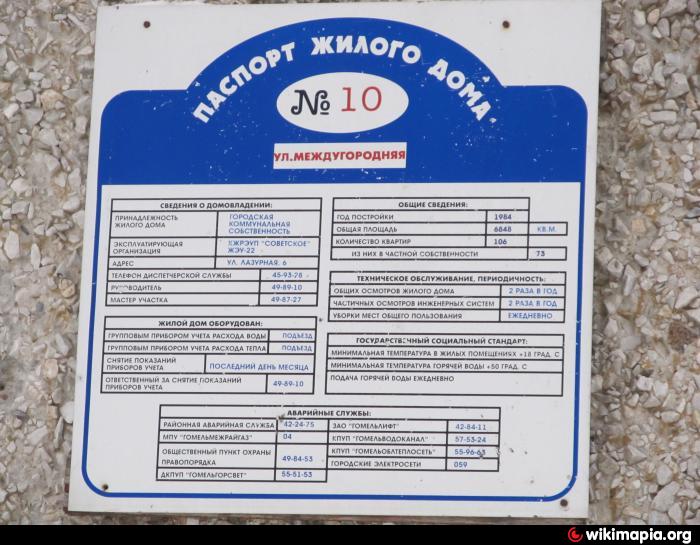 ПАСПОРТ ЖИЛОГО ДОМА
№ 10
УЛ.МЕЖДУГОРОДНЯЯ
СВЕДЕНИЯ О ДОМОВЛАДЕНИИ:
ПРИНАДЛЕЖНОСТЬ ЖИЛОГО ДОМА ГОРОДСКАЯ КОММУНАЛЬНАЯ СОБСТВЕННОСТЬ
ЭКСПЛУАТИРУЮЩАЯ ОРГАНИЗАЦИЯ КЖРЭУП "СОВЕТСКОЕ" ЖЭУ-22
АДРЕС УЛ. ЛАЗУРНАЯ, 6
ТЕЛЕФОН ДИСПЕТЧЕРСКОЙ СЛУЖБЫ 45-93-78
РУКОВОДИТЕЛЬ 49-89-10
МАСТЕР УЧАСТКА 49-87-27
ЖИЛОЙ ДОМ ОБОРУДОВАН:
ГРУППОВЫМ ПРИБОРОМ УЧЕТА РАСХОДА ВОДЫ ПОДЪЕЗД
ГРУППОВЫМ ПРИБОРОМ УЧЕТА РАСХОДА ТЕПЛА ПОДЪЕЗД
СНЯТИЕ ПОКАЗАНИЙ ПРИБОРОВ УЧЕТА ПОСЛЕДНИЙ ДЕНЬ МЕСЯЦА
ОТВЕТСТВЕННЫЙ ЗА СНЯТИЕ ПОКАЗАНИЙ ПРИБОРОВ УЧЕТА 49-89-10
ОБЩИЕ СВЕДЕНИЯ:
ГОД ПОСТРОЙКИ 1984
ОБЩАЯ ПЛОЩАДЬ 6848 КВ.М.
КОЛИЧЕСТВО КВАРТИР 106
ИЗ НИХ В ЧАСТНОЙ СОБСТВЕННОСТИ 73
ТЕХНИЧЕСКОЕ ОБСЛУЖИВАНИЕ, ПЕРИОДИЧНОСТЬ:
ОБЩИХ ОСМОТРОВ ЖИЛОГО ДОМА 2 РАЗА В ГОД
ЧАСТИЧНЫХ ОСМОТРОВ ИНЖЕНЕРНЫХ СИСТЕМ 2 РАЗА В ГОД
УБОРКИ МЕСТ ОБЩЕГО ПОЛЬЗОВАНИЯ ЕЖЕДНЕВНО
ГОСУДАРСТВЕННЫЙ СОЦИАЛЬНЫЙ СТАНДАРТ:
МИНИМАЛЬНАЯ ТЕМПЕРАТУРА В ЖИЛЫХ ПОМЕЩЕНИЯХ +18 ГРАД. С
МИНИМАЛЬНАЯ ТЕМПЕРАТУРА ГОРЯЧЕЙ ВОДЫ +50 ГРАД. С
ПОДАЧА ГОРЯЧЕЙ ВОДЫ ЕЖЕДНЕВНО
АВАРИЙНЫЕ СЛУЖБЫ:
РАЙОННАЯ АВАРИЙНАЯ СЛУЖБА 42-24-75
МПУ "ГОМЕЛЬМЕЖРАЙГАЗ" 04
ОБЩЕСТВЕННЫЙ ПУНКТ ОХРАНЫ ПРАВОПОРЯДКА 49-84-53
ДКПУП "ГОМЕЛЬГОРСВЕТ" 55-51-53
ЗАО "ГОМЕЛЬЛИФТ" 42-84-11
КПУП "ГОМЕЛЬВОДОКАНАЛ" 57-53-24
КПУП "ГОМЕЛЬОБЛТЕПЛОСЕТЬ" 55-96-63
ГОРОДСКИЕ ЭЛЕКТРОСЕТИ 059
wikimapia.org